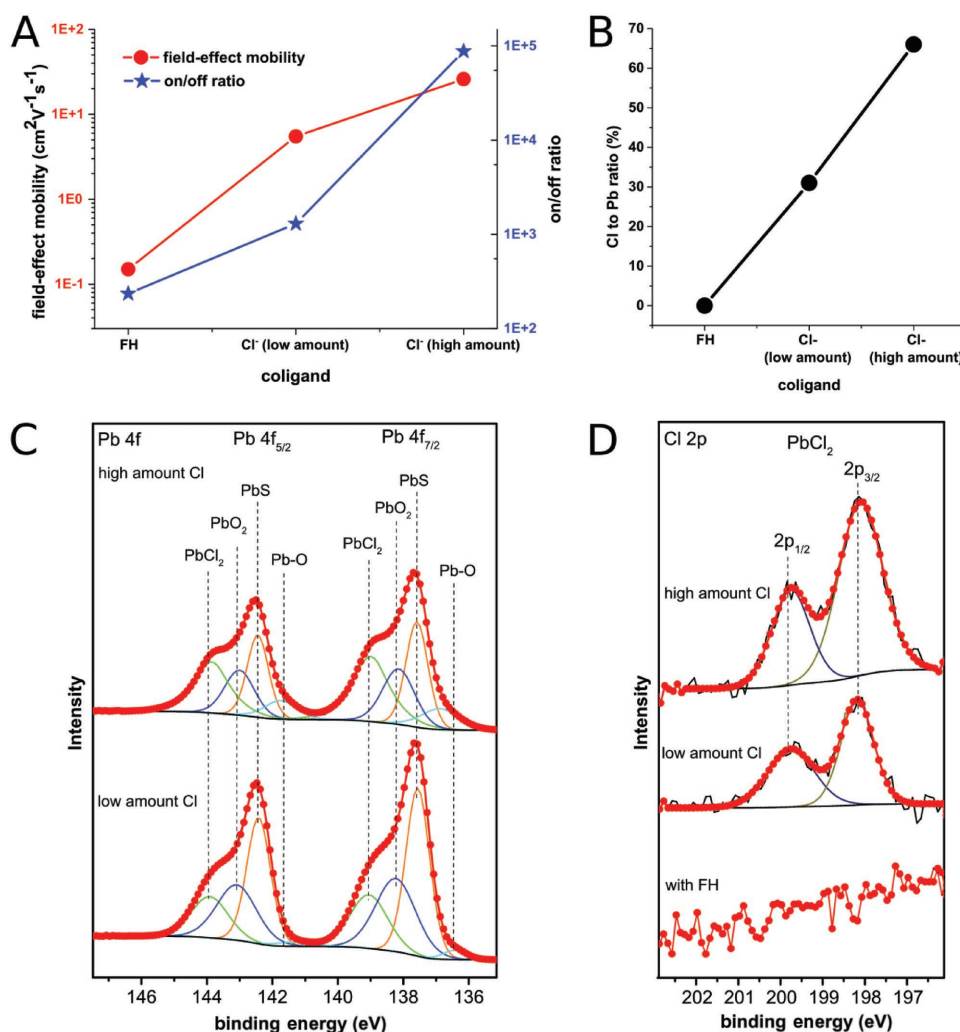 A
field-effect mobility (cm²V⁻¹s⁻¹)
1E+2
1E+1
1E+0
1E-1
field-effect mobility
on/off ratio
1E+5
1E+4
1E+3
1E+2
on/off ratio
FH
Cl⁻ (low amount)
Cl⁻ (high amount)
coligand
B
Cl to Pb ratio (%)
70
60
50
40
30
20
10
0
FH
Cl-
(low amount)
Cl-
(high amount)
coligand
C
Intensity
Pb 4f
Pb 4f₅/₂
Pb 4f₇/₂
high amount Cl
PbCl₂
PbO₂
PbS
Pb-O
PbCl₂
PbO₂
PbS
Pb-O
low amount Cl
146
144
142
140
138
136
binding energy (eV)
D
Intensity
Cl 2p
PbCl₂
2p₁/₂
2p₃/₂
high amount Cl
low amount Cl
with FH
202
201
200
199
198
197
binding energy (eV)